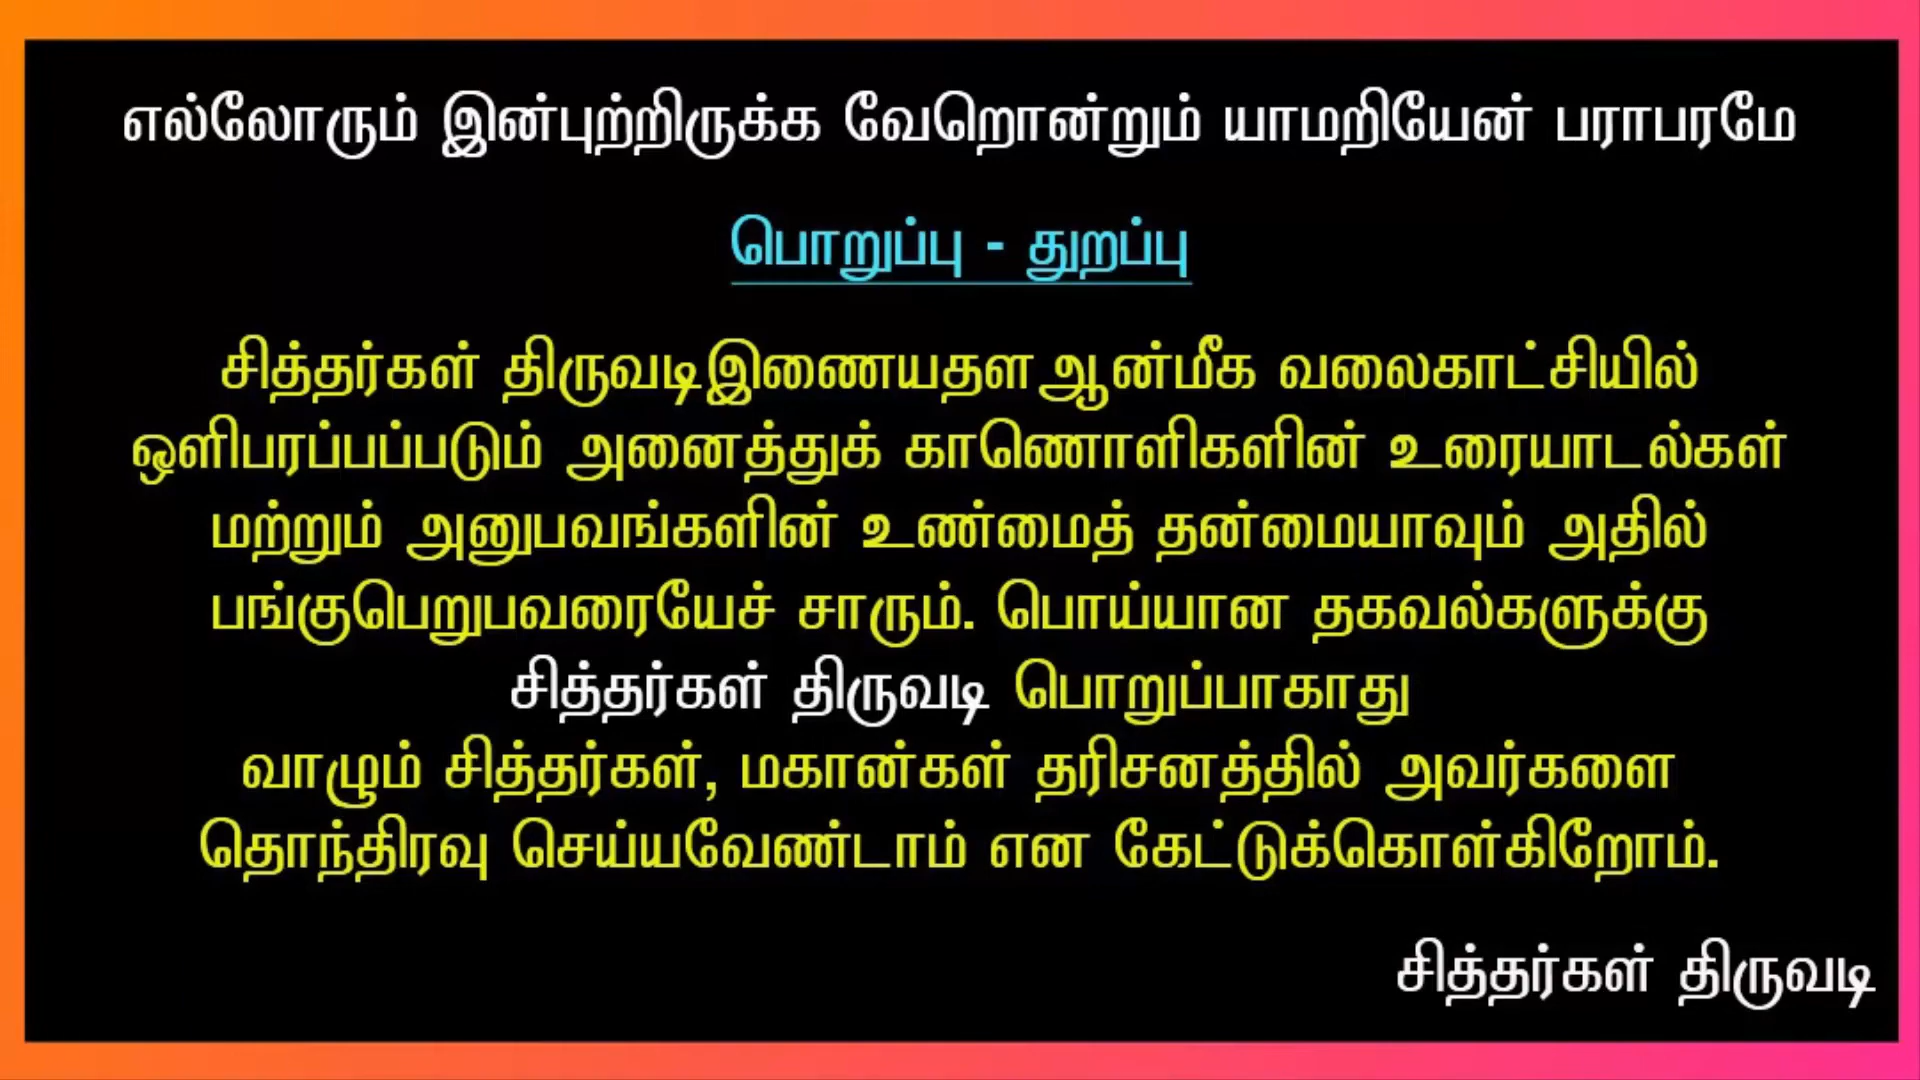 எல்லோரும் இன்புற்றிருக்க வேறொன்றும் யாமறியேன் பராபரமே
பொறுப்பு - துறப்பு
சித்தர்கள் திருவடிஇணையதளஆன்மீக வலைகாட்சியில்
ஒளிபரப்பப்படும் அனைத்துக் காணொளிகளின் உரையாடல்கள்
மற்றும் அனுபவங்களின் உண்மைத் தன்மையாவும் அதில்
பங்குபெறுபவரையேச் சாரும். பொய்யான தகவல்களுக்கு
சித்தர்கள் திருவடி பொறுப்பாகாது
வாழும் சித்தர்கள், மகான்கள் தரிசனத்தில் அவர்களை
தொந்திரவு செய்யவேண்டாம் என கேட்டுக்கொள்கிறோம்.
சித்தர்கள் திருவடி